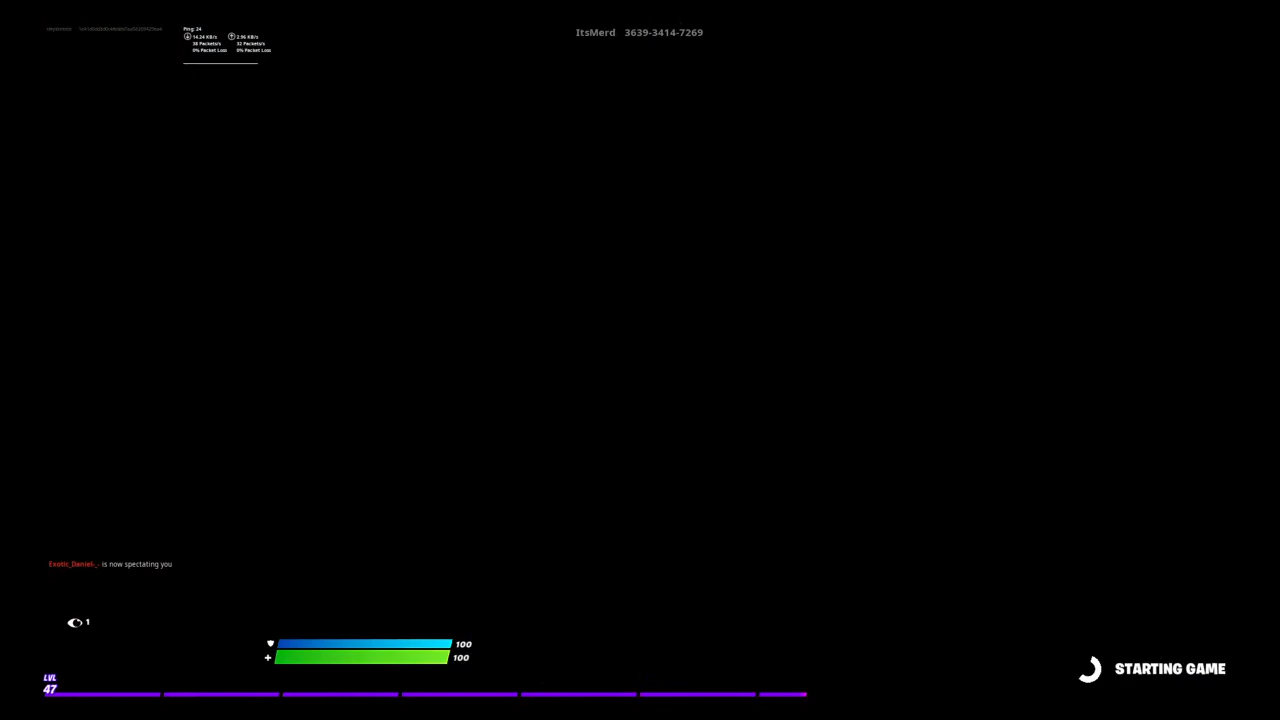 Ping: 24
14.24 KB/s 2.96 KB/s
38 Packets/s 32 Packets/s
0% Packet Loss 0% Packet Loss
ItsMerd 3639-3414-7269
Exotic_Daniel-_- is now spectating you
1
100
100
LVL
47
STARTING GAME